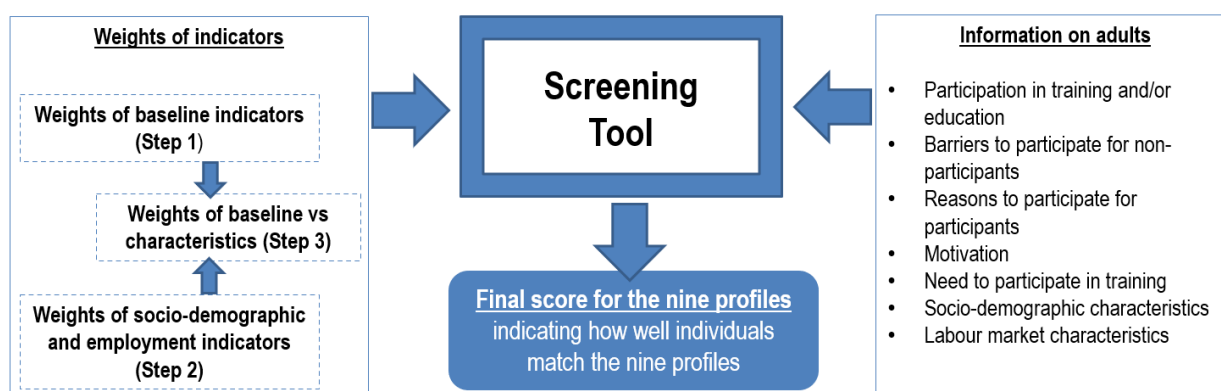 Weights of indicators
Weights of baseline indicators
(Step 1)
Weights of baseline vs
characteristics (Step 3)
Weights of socio-demographic
and employment indicators
(Step 2)
Screening
Tool
Final score for the nine profiles
indicating how well individuals
match the nine profiles
Information on adults
• Participation in training and/or
education
• Barriers to participate for non-
participants
• Reasons to participate for
participants
• Motivation
• Need to participate in training
• Socio-demographic characteristics
• Labour market characteristics